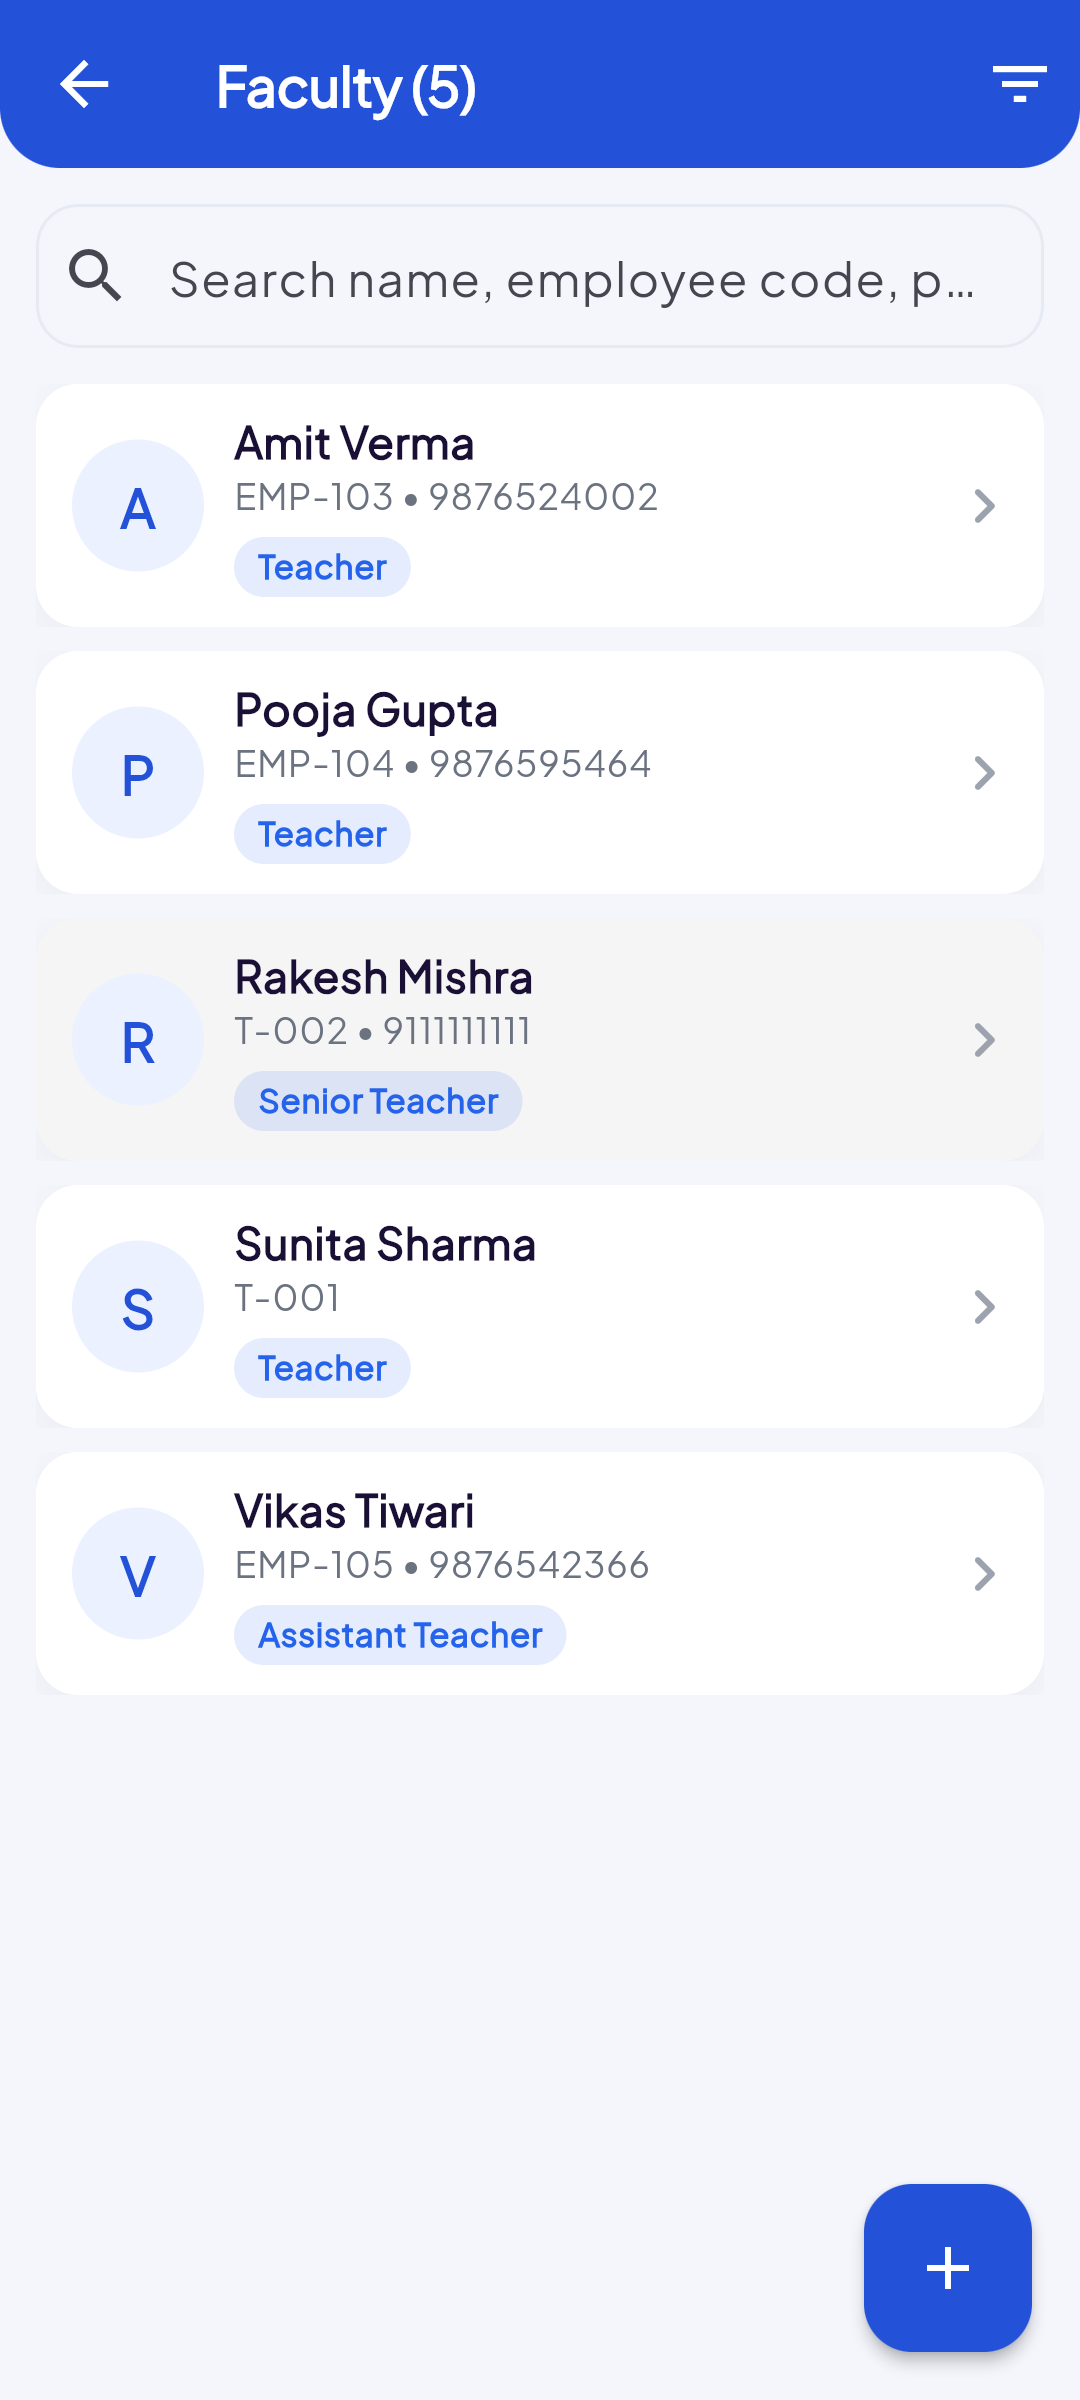 Faculty (5)
Search name, employee code, p...
A
Amit Verma
EMP-103 • 9876524002
Teacher
P
Pooja Gupta
EMP-104 • 9876595464
Teacher
R
Rakesh Mishra
T-002 • 9111111111
Senior Teacher
S
Sunita Sharma
T-001
Teacher
V
Vikas Tiwari
EMP-105 • 9876542366
Assistant Teacher